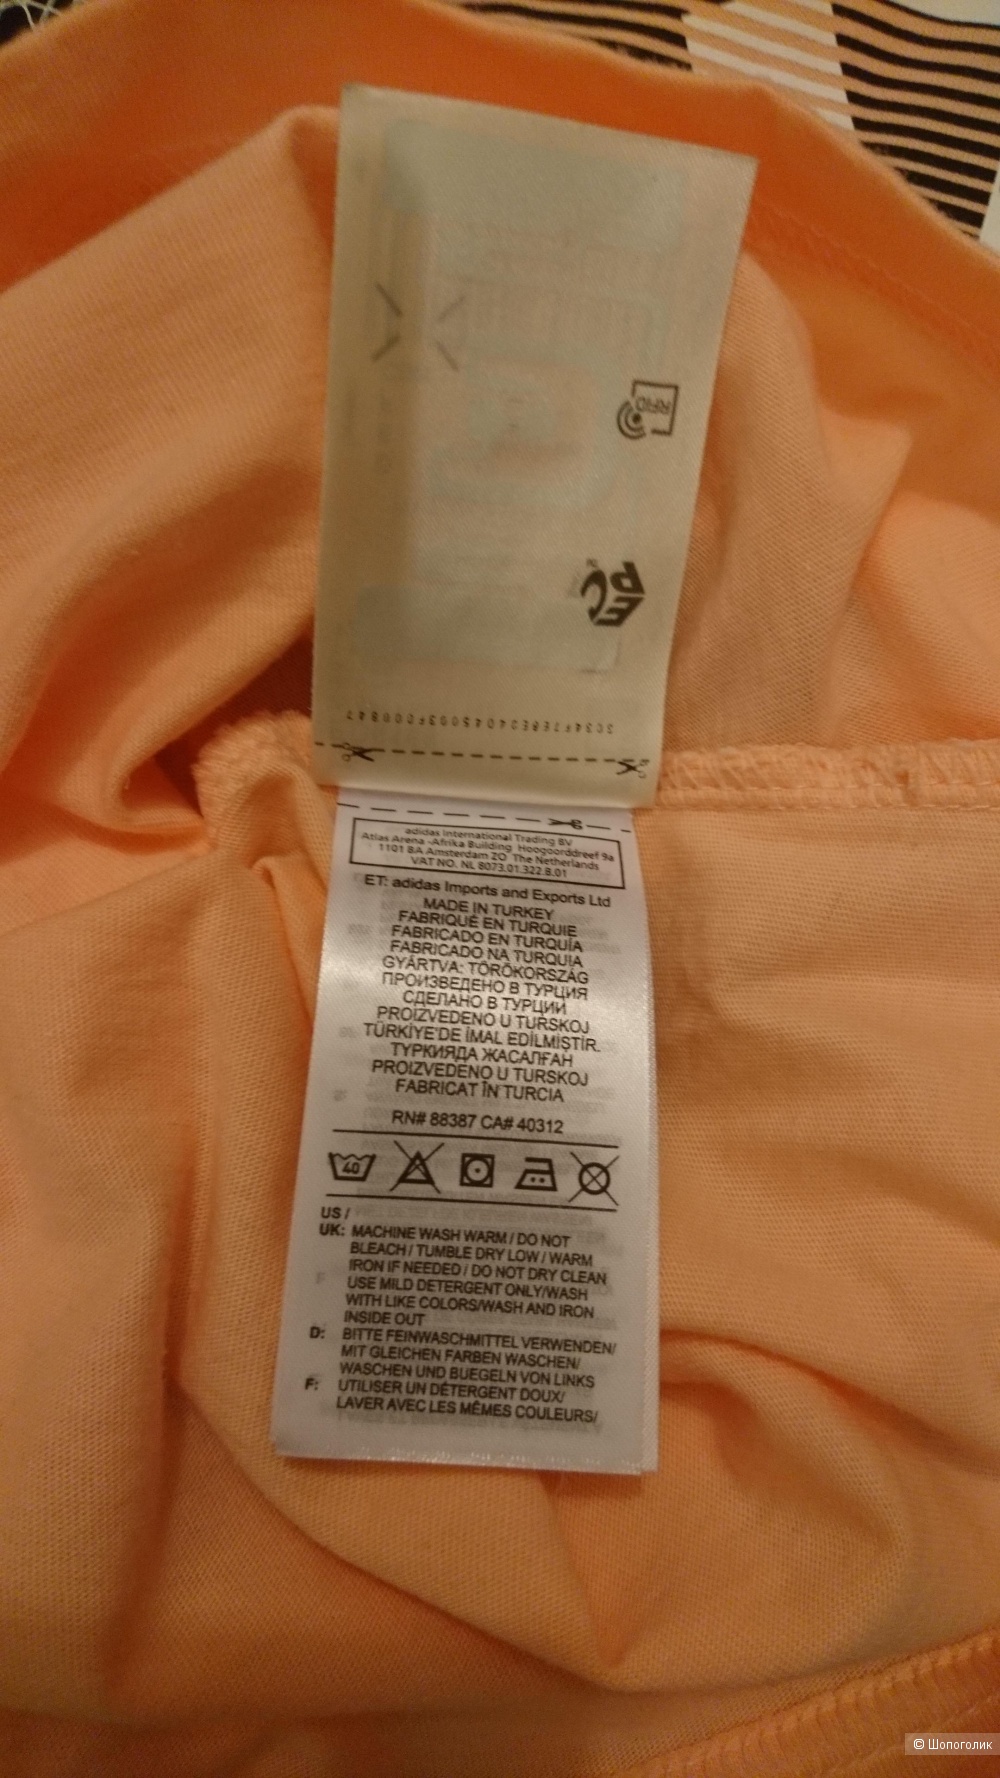 RFID
EPC
3C34F7E8E3404500
adidas International Trading BV
Atlas Arena -Afrika Building Hoogoorddreef 9a
1101 BA Amsterdam ZO The Netherlands
VAT NO. NL 8073.01.322.B.01
ET: adidas Imports and Exports Ltd
MADE IN TURKEY
FABRIQUÉ EN TURQUIE
FABRICADO EN TURQUÍA
FABRICADO NA TURQUIA
GYÁRTVA: TÖRÖKORSZÁG
ПРОИЗВЕДЕНО В ТУРЦИЯ
СДЕЛАНО В ТУРЦИИ
PROIZVEDENO U TURSKOJ
TÜRKİYE'DE İMAL EDİLMİŞTİR.
ТУРКИЯДА ЖАСАЛҒАН
PROIZVEDENO U TURSKOJ
FABRICAT ÎN TURCIA
RN# 88387 CA# 40312
40
US /
UK: MACHINE WASH WARM / DO NOT
BLEACH / TUMBLE DRY LOW / WARM
IRON IF NEEDED / DO NOT DRY CLEAN
USE MILD DETERGENT ONLY/WASH
WITH LIKE COLORS/WASH AND IRON
INSIDE OUT
D: BITTE FEINWASCHMITTEL VERWENDEN/
MIT GLEICHEN FARBEN WASCHEN/
WASCHEN UND BUEGELN VON LINKS
F: UTILISER UN DÉTERGENT DOUX/
LAVER AVEC LES MÊMES COULEURS/
© Шопоголик